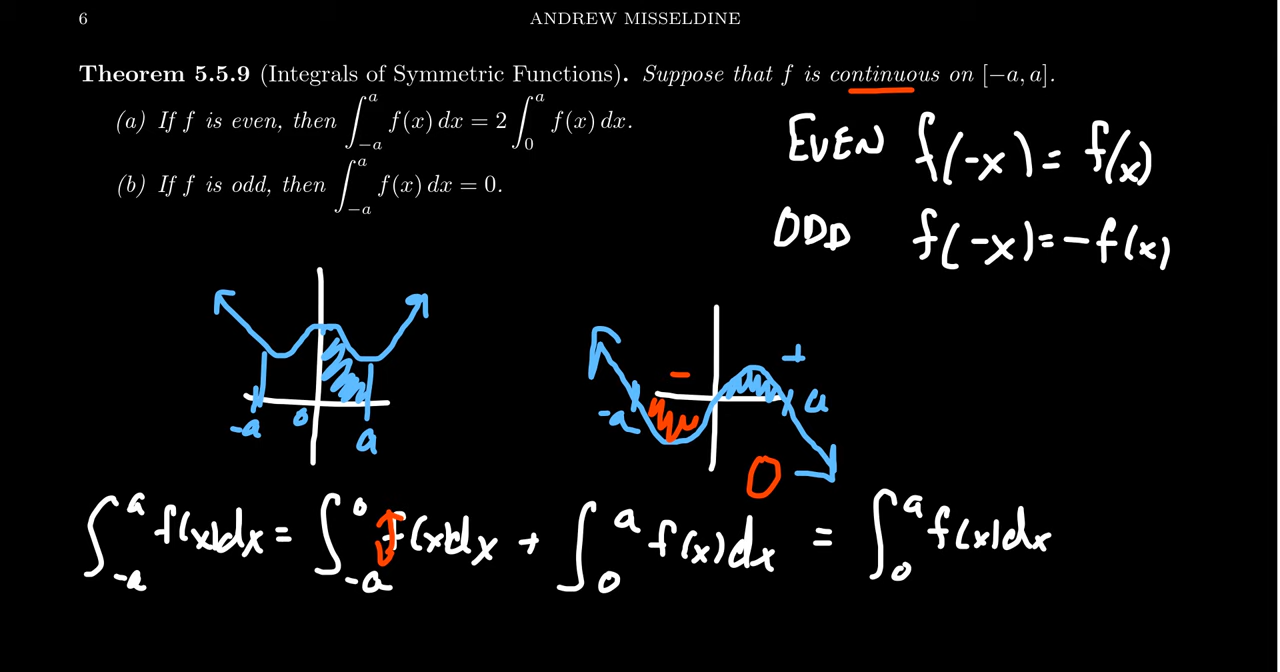 6 ANDREW MISSELDINE
Theorem 5.5.9 (Integrals of Symmetric Functions). Suppose that f is continuous on [−a, a].
(a) If f is even, then ∫_{−a}^{a} f(x) dx = 2 ∫_{0}^{a} f(x) dx.
(b) If f is odd, then ∫_{−a}^{a} f(x) dx = 0.
EVEN f(-x) = f(x)
ODD f(-x) = -f(x)
-a 0 a
- +
-a a
0
∫_{-a}^{a} f(x)dx = ∫_{-a}^{0} f(x)dx + ∫_{0}^{a} f(x)dx = ∫_{0}^{a} f(x)dx